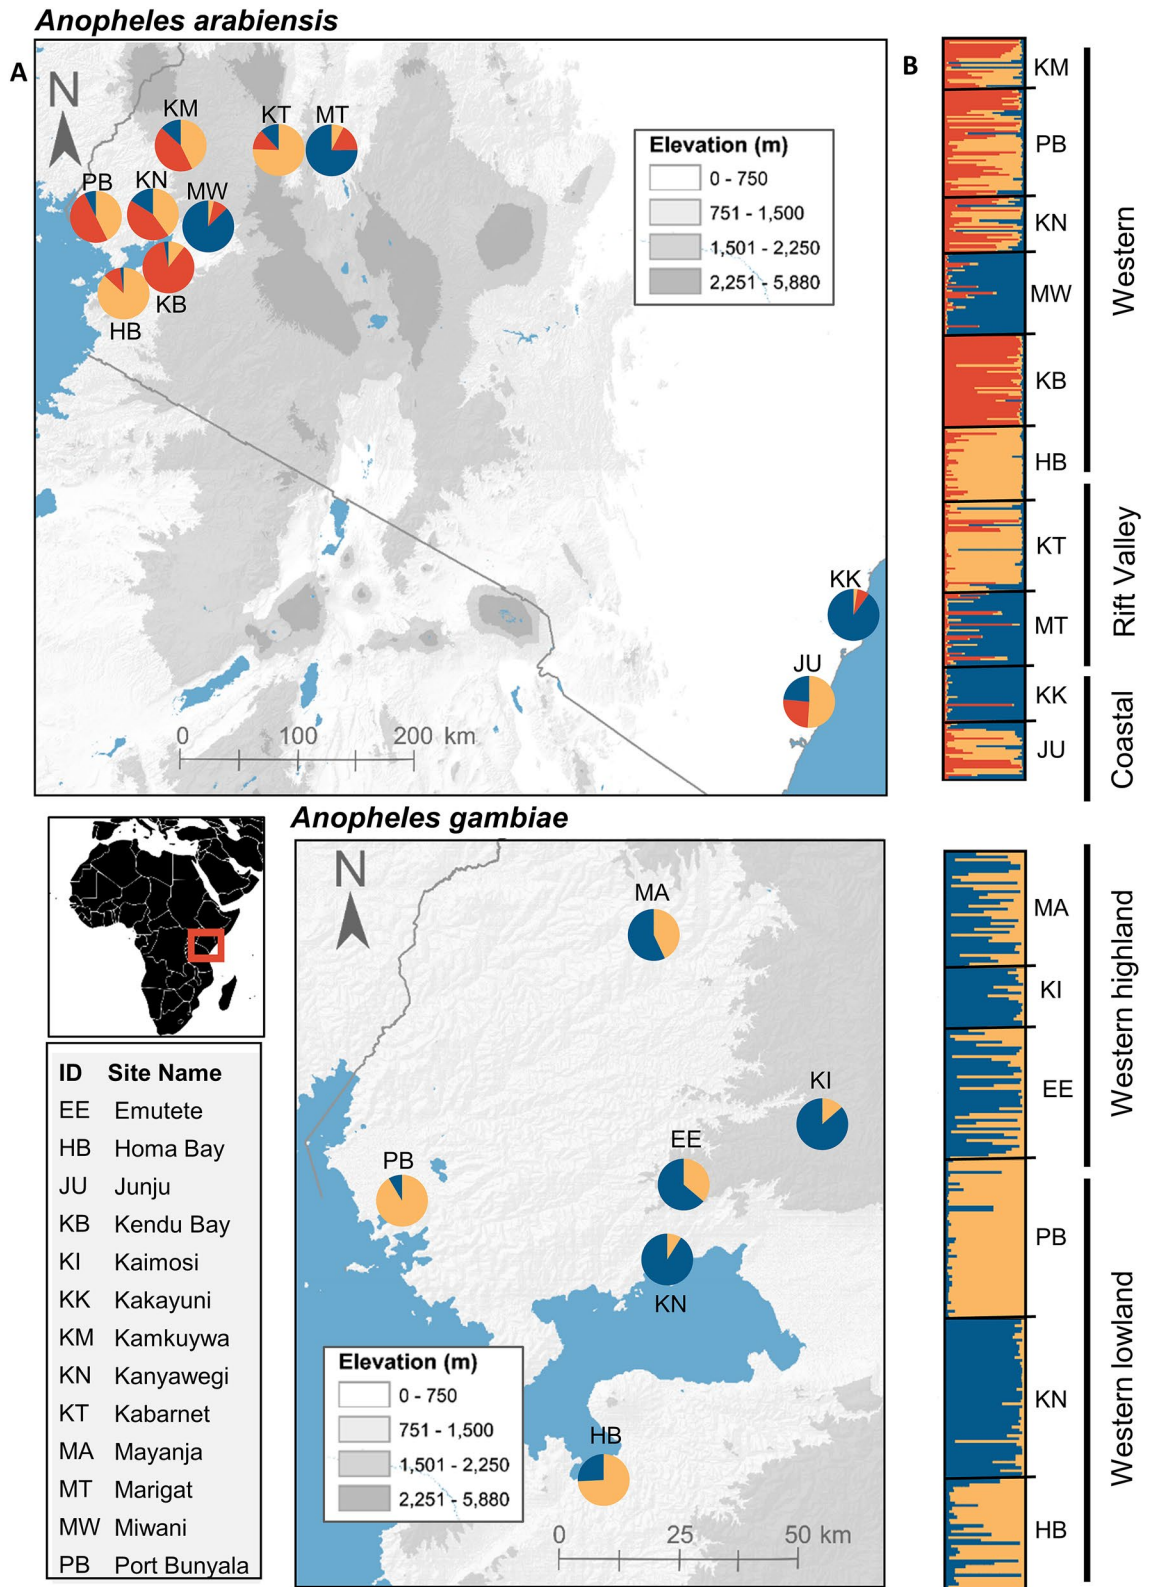 Anopheles arabiensis
A
N
KM
KT
MT
PB
KN
MW
KB
HB
Elevation (m)
0 - 750
751 - 1,500
1,501 - 2,250
2,251 - 5,880
KK
JU
0
100
200 km
B
KM
PB
KN
MW
KB
HB
KT
MT
KK
JU
Western
Rift Valley
Coastal
Anopheles gambiae
N
MA
KI
EE
PB
KN
HB
Elevation (m)
0 - 750
751 - 1,500
1,501 - 2,250
2,251 - 5,880
0
25
50 km
ID Site Name
EE Emutete
HB Homa Bay
JU Junju
KB Kendu Bay
KI Kaimosi
KK Kakayuni
KM Kamkuywa
KN Kanyawegi
KT Kabarnet
MA Mayanja
MT Marigat
MW Miwani
PB Port Bunyala
MA
KI
EE
PB
KN
HB
Western highland
Western lowland